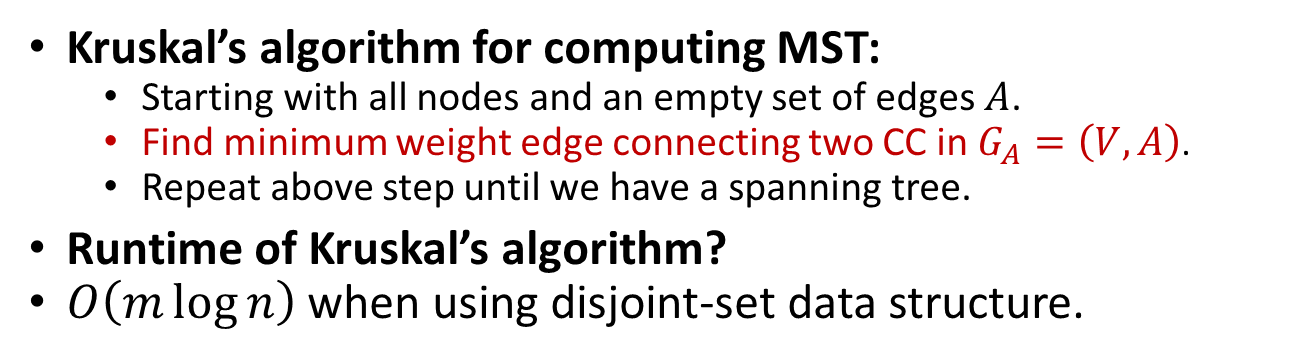 • Kruskal’s algorithm for computing MST:
• Starting with all nodes and an empty set of edges A.
• Find minimum weight edge connecting two CC in G_A = (V, A).
• Repeat above step until we have a spanning tree.
• Runtime of Kruskal’s algorithm?
• O(m log n) when using disjoint-set data structure.